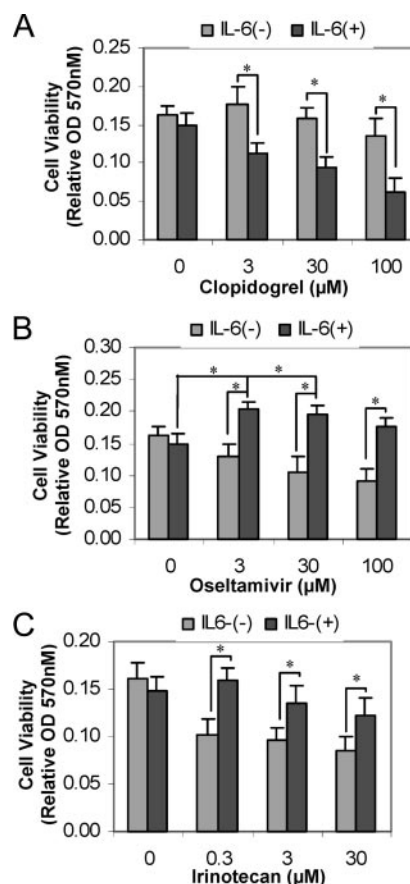 A
IL-6(-) IL-6(+)
Cell Viability
(Relative OD 570nM)
0.25
0.20
0.15
0.10
0.05
0.00
* * *
0 3 30 100
Clopidogrel (µM)
B
IL-6(-) IL-6(+)
Cell Viability
(Relative OD 570nM)
0.30
0.25
0.20
0.15
0.10
0.05
0.00
* *
* * *
0 3 30 100
Oseltamivir (µM)
C
IL6-(-) IL6-(+)
Cell Viability
(Relative OD 570nM)
0.20
0.15
0.10
0.05
0.00
* * *
0 0.3 3 30
Irinotecan (µM)